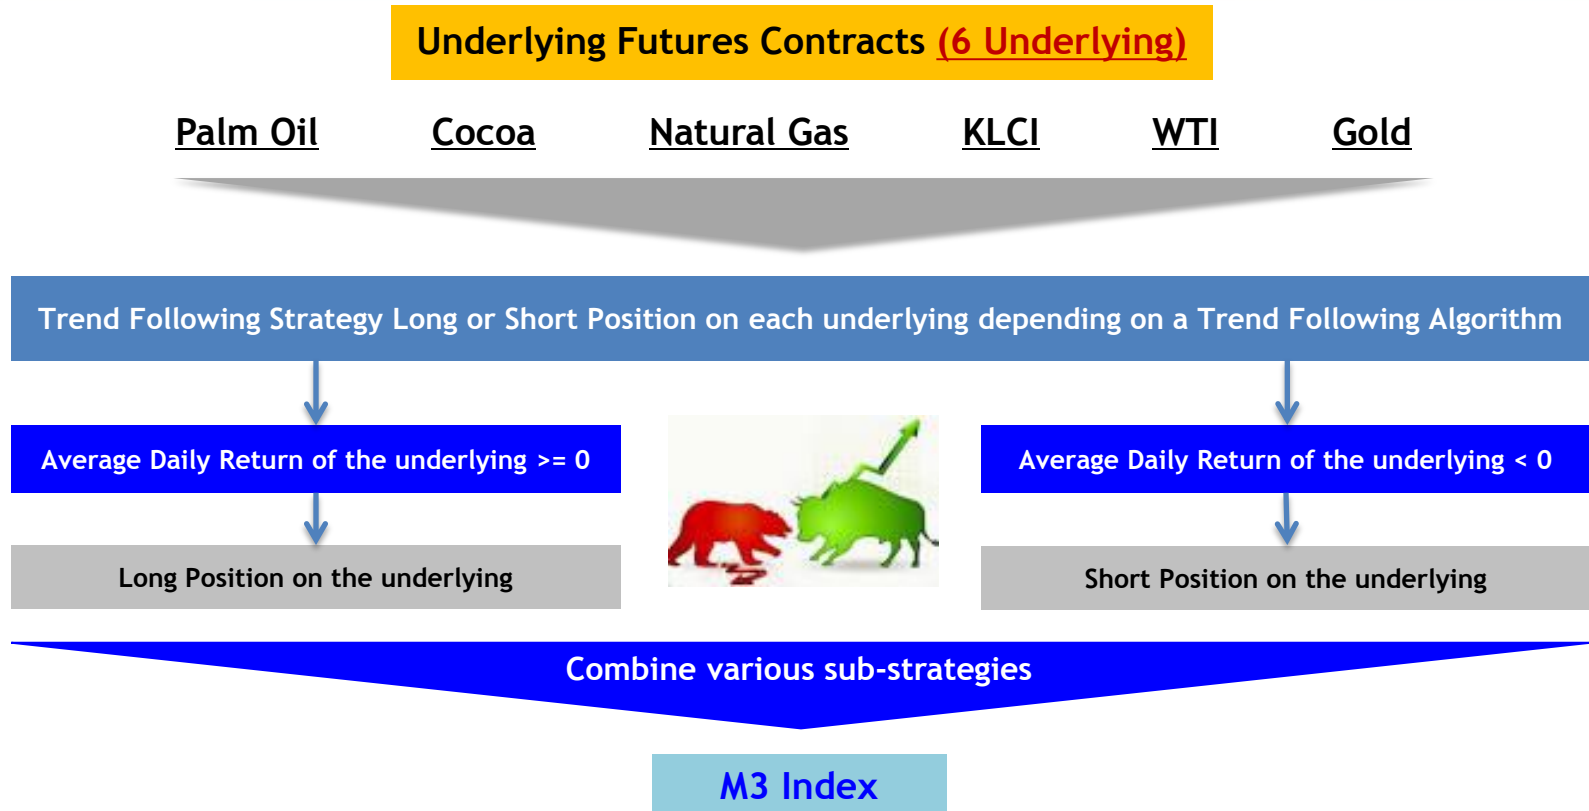 Underlying Futures Contracts (6 Underlying)
Palm Oil Cocoa Natural Gas KLCI WTI Gold
Trend Following Strategy Long or Short Position on each underlying depending on a Trend Following Algorithm
Average Daily Return of the underlying >= 0
Average Daily Return of the underlying < 0
Long Position on the underlying
Short Position on the underlying
Combine various sub-strategies
M3 Index